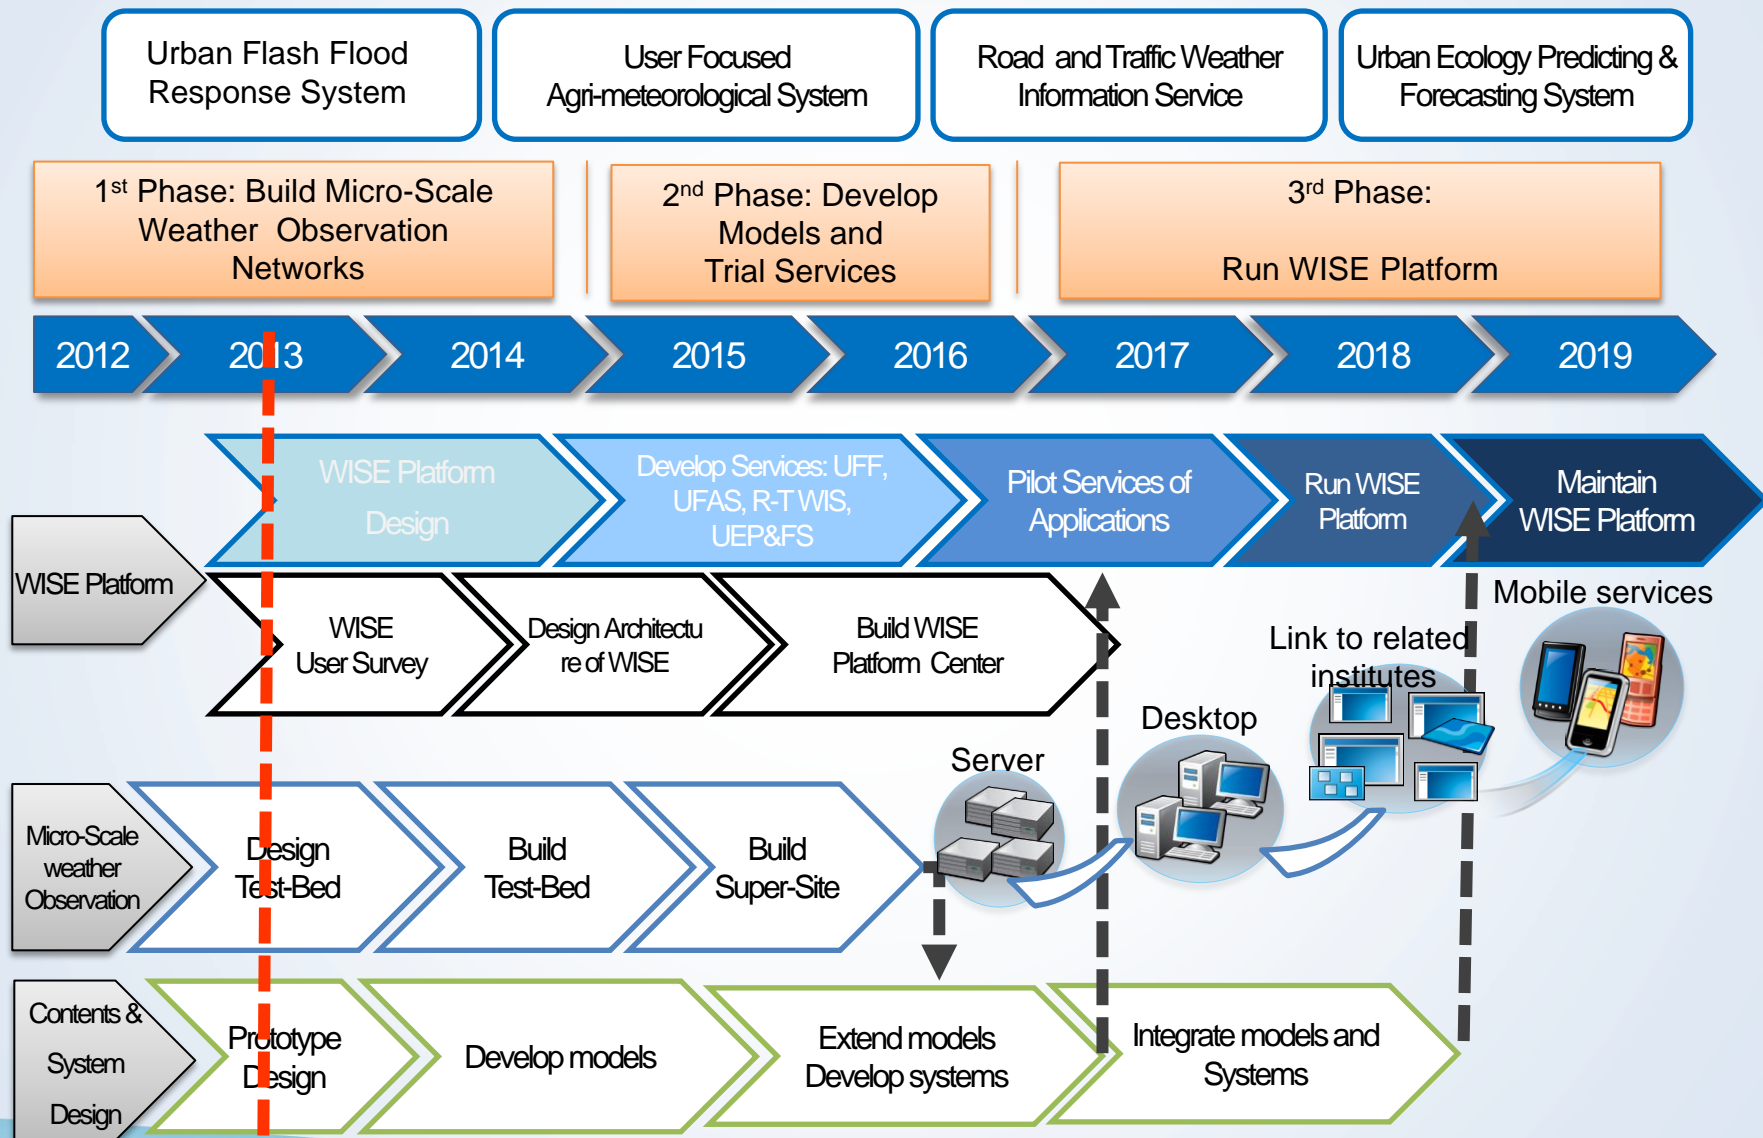 Urban Flash Flood
Response System
User Focused
Agri-meteorological System
Road and Traffic Weather
Information Service
Urban Ecology Predicting &
Forecasting System
1st Phase: Build Micro-Scale
Weather Observation
Networks
2nd Phase: Develop
Models and
Trial Services
3rd Phase:
Run WISE Platform
2012
2013
2014
2015
2016
2017
2018
2019
WISE Platform
WISE Platform
Design
Develop Services: UFF,
UFAS, R-T WIS,
UEP&FS
Pilot Services of
Applications
Run WISE
Platform
Maintain
WISE Platform
WISE
User Survey
Design Architectu
re of WISE
Build WISE
Platform Center
Mobile services
Link to related
institutes
Desktop
Server
Micro-Scale
weather
Observation
Design
Test-Bed
Build
Test-Bed
Build
Super-Site
Contents &
System
Design
Prototype
Design
Develop models
Extend models
Develop systems
Integrate models and
Systems